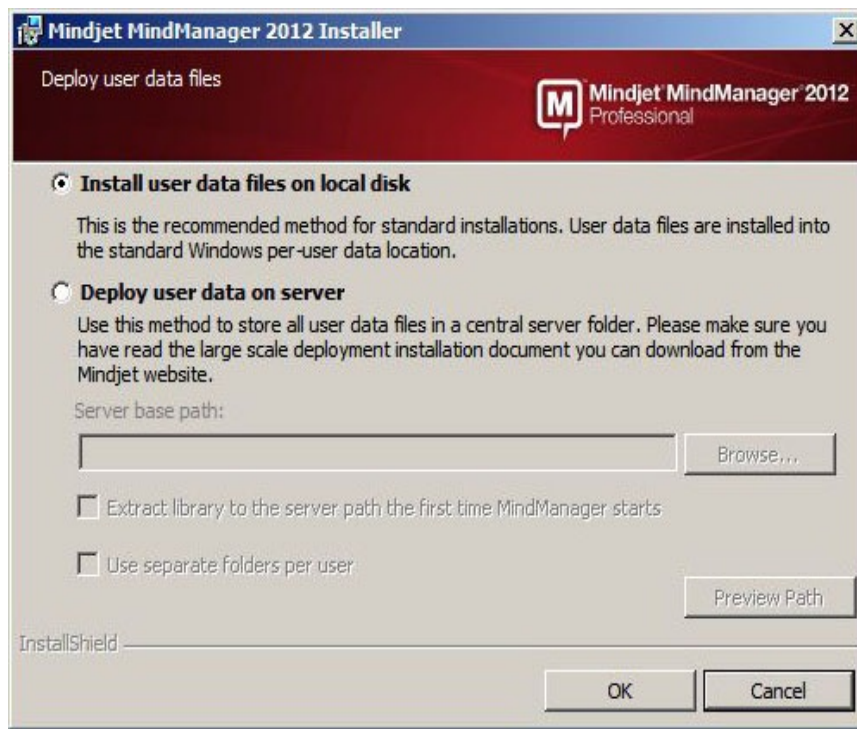 Mindjet MindManager 2012 Installer
Deploy user data files
M
Mindjet MindManager 2012
Professional
Install user data files on local disk
This is the recommended method for standard installations. User data files are installed into
the standard Windows per-user data location.
Deploy user data on server
Use this method to store all user data files in a central server folder. Please make sure you
have read the large scale deployment installation document you can download from the
Mindjet website.
Server base path:
Browse...
Extract library to the server path the first time MindManager starts
Use separate folders per user
Preview Path
InstallShield
OK
Cancel